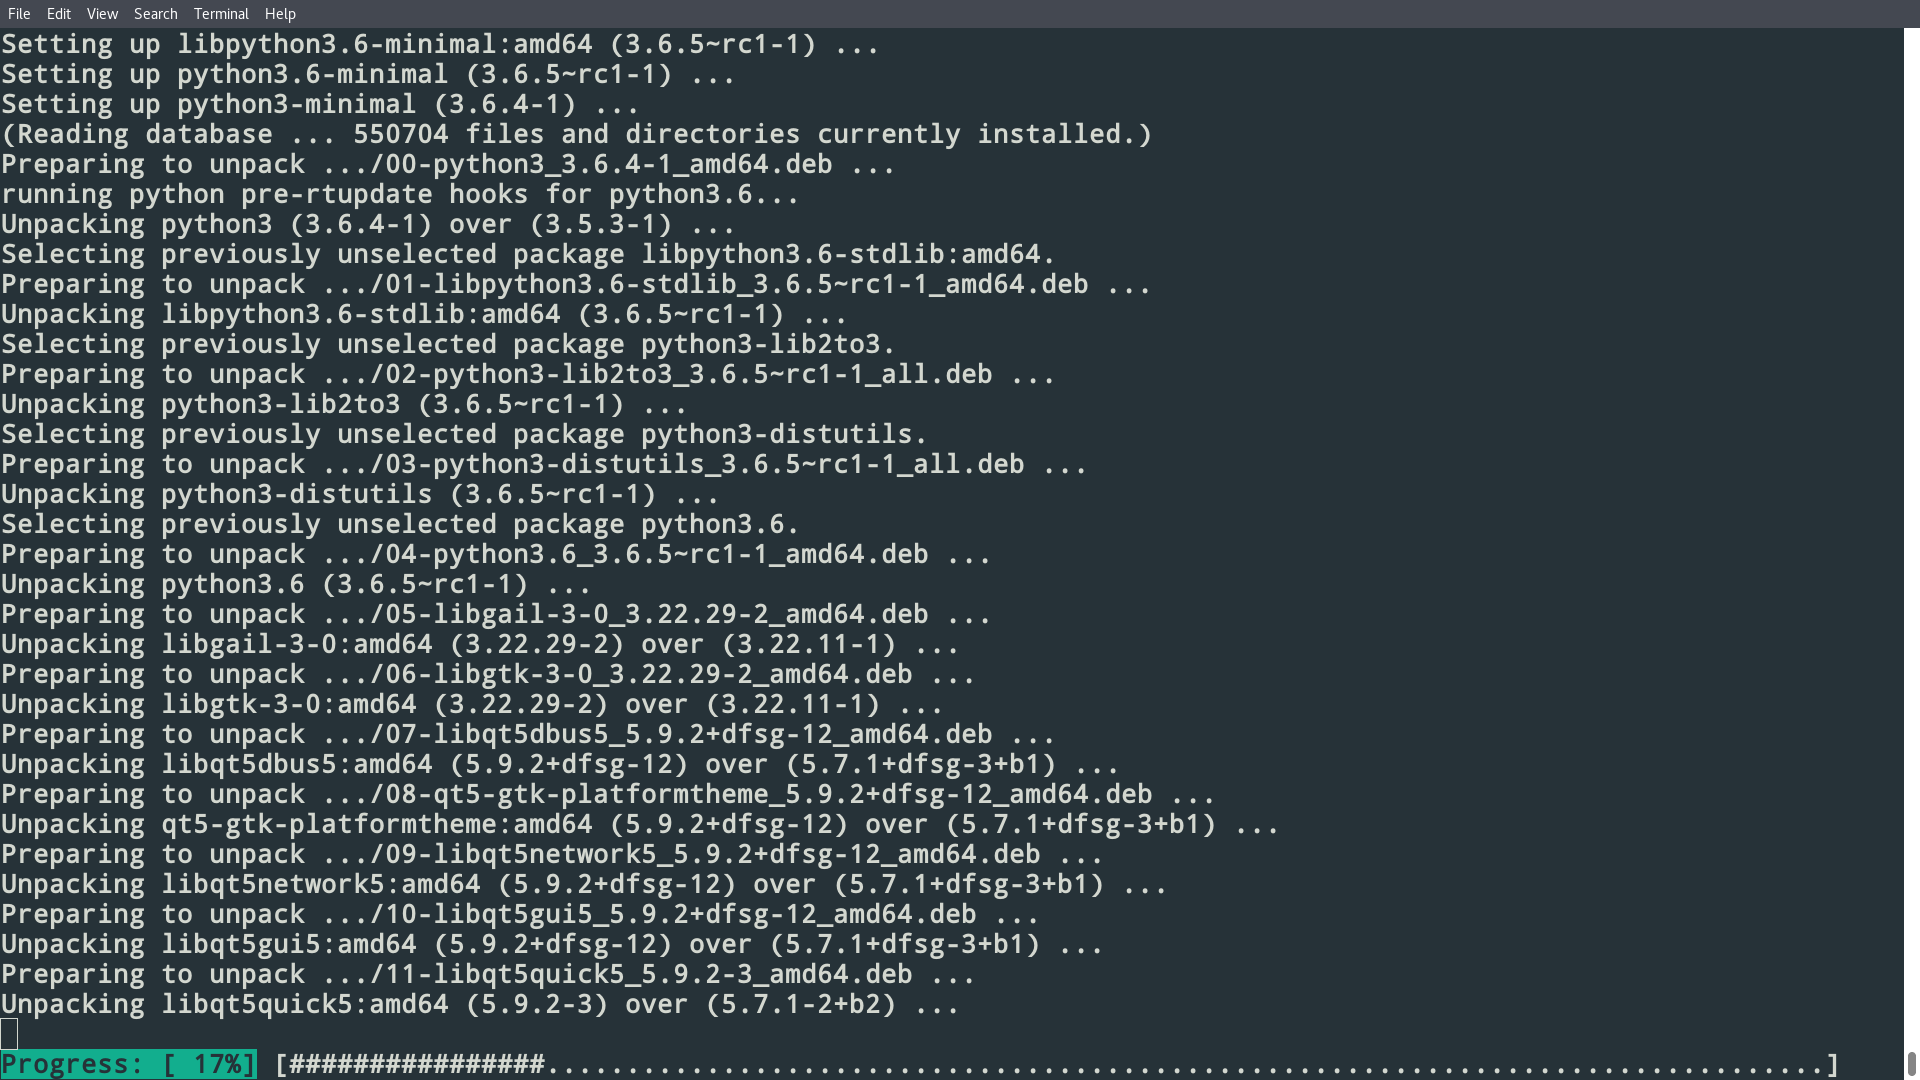 File Edit View Search Terminal Help
Setting up libpython3.6-minimal:amd64 (3.6.5~rc1-1) ...
Setting up python3.6-minimal (3.6.5~rc1-1) ...
Setting up python3-minimal (3.6.4-1) ...
(Reading database ... 550704 files and directories currently installed.)
Preparing to unpack .../00-python3_3.6.4-1_amd64.deb ...
running python pre-rtupdate hooks for python3.6...
Unpacking python3 (3.6.4-1) over (3.5.3-1) ...
Selecting previously unselected package libpython3.6-stdlib:amd64.
Preparing to unpack .../01-libpython3.6-stdlib_3.6.5~rc1-1_amd64.deb ...
Unpacking libpython3.6-stdlib:amd64 (3.6.5~rc1-1) ...
Selecting previously unselected package python3-lib2to3.
Preparing to unpack .../02-python3-lib2to3_3.6.5~rc1-1_all.deb ...
Unpacking python3-lib2to3 (3.6.5~rc1-1) ...
Selecting previously unselected package python3-distutils.
Preparing to unpack .../03-python3-distutils_3.6.5~rc1-1_all.deb ...
Unpacking python3-distutils (3.6.5~rc1-1) ...
Selecting previously unselected package python3.6.
Preparing to unpack .../04-python3.6_3.6.5~rc1-1_amd64.deb ...
Unpacking python3.6 (3.6.5~rc1-1) ...
Preparing to unpack .../05-libgail-3-0_3.22.29-2_amd64.deb ...
Unpacking libgail-3-0:amd64 (3.22.29-2) over (3.22.11-1) ...
Preparing to unpack .../06-libgtk-3-0_3.22.29-2_amd64.deb ...
Unpacking libgtk-3-0:amd64 (3.22.29-2) over (3.22.11-1) ...
Preparing to unpack .../07-libqt5dbus5_5.9.2+dfsg-12_amd64.deb ...
Unpacking libqt5dbus5:amd64 (5.9.2+dfsg-12) over (5.7.1+dfsg-3+b1) ...
Preparing to unpack .../08-qt5-gtk-platformtheme_5.9.2+dfsg-12_amd64.deb ...
Unpacking qt5-gtk-platformtheme:amd64 (5.9.2+dfsg-12) over (5.7.1+dfsg-3+b1) ...
Preparing to unpack .../09-libqt5network5_5.9.2+dfsg-12_amd64.deb ...
Unpacking libqt5network5:amd64 (5.9.2+dfsg-12) over (5.7.1+dfsg-3+b1) ...
Preparing to unpack .../10-libqt5gui5_5.9.2+dfsg-12_amd64.deb ...
Unpacking libqt5gui5:amd64 (5.9.2+dfsg-12) over (5.7.1+dfsg-3+b1) ...
Preparing to unpack .../11-libqt5quick5_5.9.2-3_amd64.deb ...
Unpacking libqt5quick5:amd64 (5.9.2-3) over (5.7.1-2+b2) ...
Progress: [ 17%] [################................................................................]